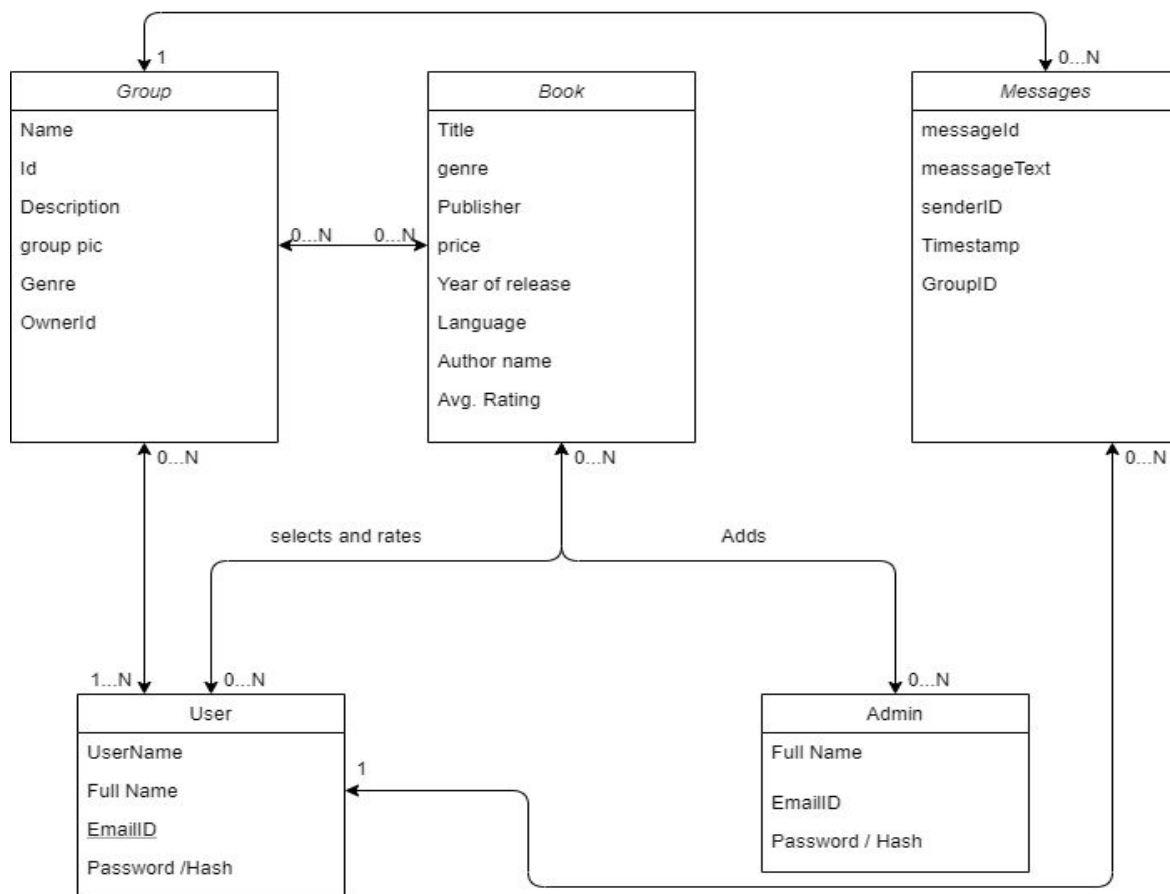 1
0...N
Group
Name
Id
Description
group pic
Genre
OwnerId
0...N
0...N
Book
Title
genre
Publisher
price
Year of release
Language
Author name
Avg. Rating
Messages
messageId
meassageText
senderID
Timestamp
GroupID
0...N
0...N
0...N
selects and rates
Adds
1...N
0...N
0...N
User
UserName
Full Name
EmailID
Password /Hash
1
Admin
Full Name
EmailID
Password / Hash